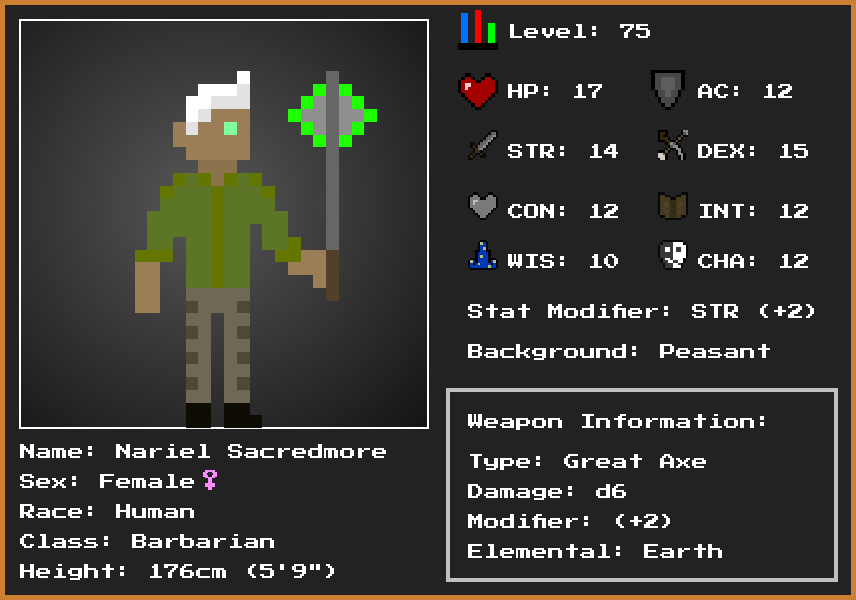 Level: 75
HP: 17 AC: 12
STR: 14 DEX: 15
CON: 12 INT: 12
WIS: 10 CHA: 12
Stat Modifier: STR (+2)
Background: Peasant
Weapon Information:
Type: Great Axe
Damage: d6
Modifier: (+2)
Elemental: Earth
Name: Nariel Sacredmore
Sex: Female♀
Race: Human
Class: Barbarian
Height: 176cm (5'9")